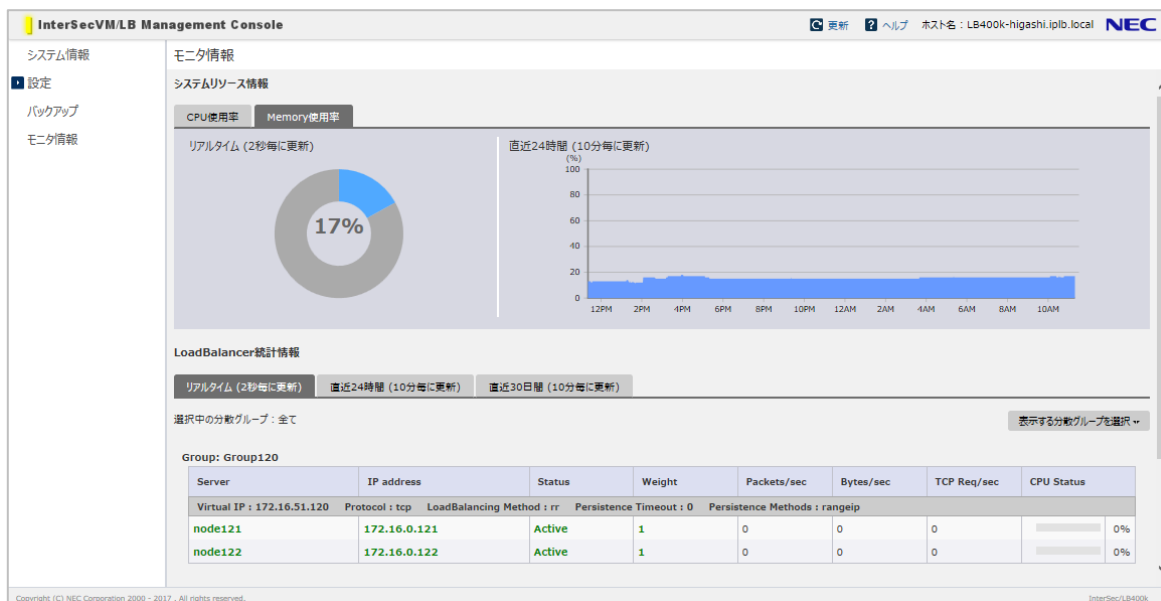 InterSecVM/LB Management Console 更新 ヘルプ ホスト名：LB400k-higashi.iplb.local NEC
システム情報
設定
バックアップ
モニタ情報
モニタ情報
システムリソース情報
CPU使用率 Memory使用率
リアルタイム (2秒毎に更新)
17%
直近24時間 (10分毎に更新)
(%)
100
80
60
40
20
0
12PM 2PM 4PM 6PM 8PM 10PM 12AM 2AM 4AM 6AM 8AM 10AM
LoadBalancer統計情報
リアルタイム (2秒毎に更新) 直近24時間 (10分毎に更新) 直近30日間 (10分毎に更新)
選択中の分散グループ：全て 表示する分散グループを選択
Group: Group120
Server IP address Status Weight Packets/sec Bytes/sec TCP Req/sec CPU Status
Virtual IP : 172.16.51.120 Protocol : tcp LoadBalancing Method : rr Persistence Timeout : 0 Persistence Methods : rangeip
node121 172.16.0.121 Active 1 0 0 0 0%
node122 172.16.0.122 Active 1 0 0 0 0%
Copyright (C) NEC Corporation 2000 - 2017 . All rights reserved. InterSec/LB400k